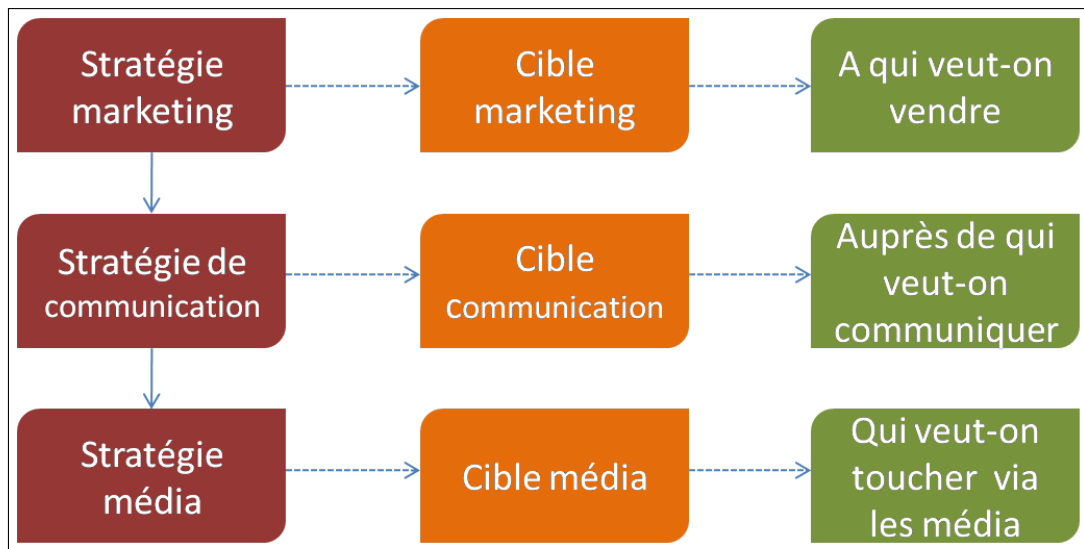 Stratégie
marketing
Cible
marketing
A qui veut-on
vendre
Stratégie de
communication
Cible
communication
Auprès de qui
veut-on
communiquer
Stratégie
média
Cible média
Qui veut-on
toucher via
les média